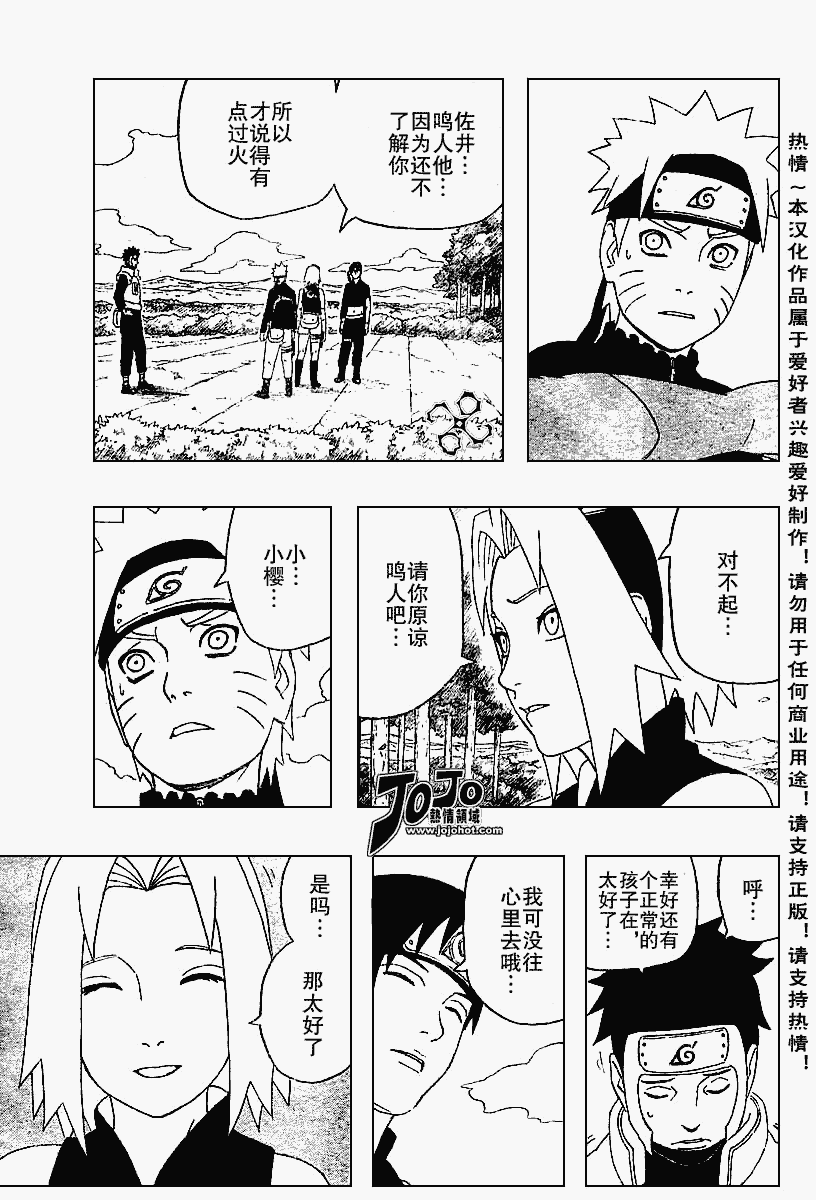 佐井…
鸣人他…
因为还不
了解你
所以
才说得有
点过火
对不起…
请你原谅
鸣人吧…
小…
小樱…
呼…
幸好还有
个正常的
孩子在，
太好了…
我可没往
心里去哦…
是吗…
那太好了
热情～本汉化作品属于爱好者兴趣爱好制作！请勿用于任何商业用途！请支持正版！请支持热情！
JOJO
熱情領域
www.jojohot.com